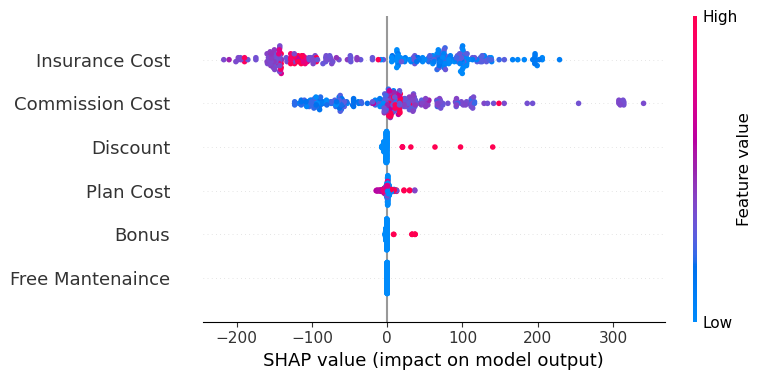 High
Insurance Cost
Commission Cost
Discount
Plan Cost
Bonus
Free Mantenaince
Feature value
Low
−200 −100 0 100 200 300
SHAP value (impact on model output)